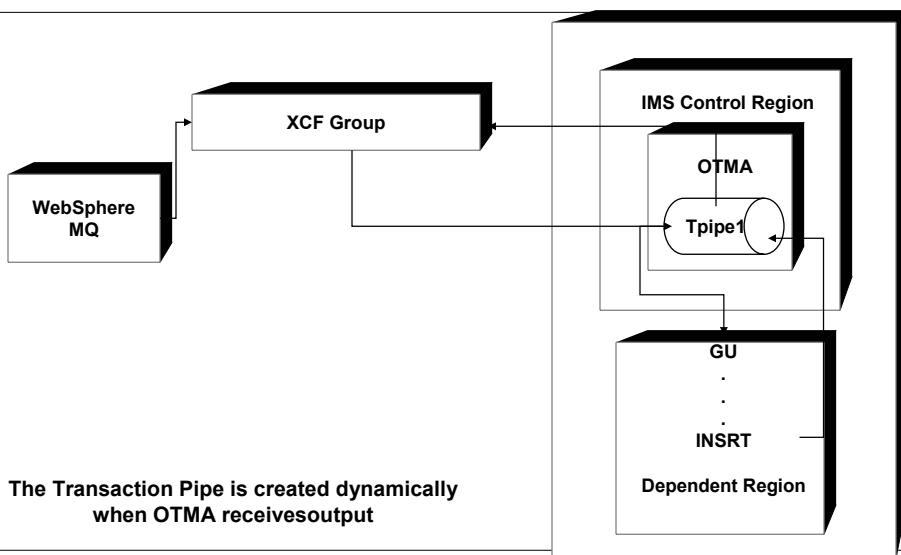 IMS Control Region
XCF Group
OTMA
WebSphere
MQ
Tpipe1
GU
.
.
.
INSRT
Dependent Region
The Transaction Pipe is created dynamically
when OTMA receivesoutput